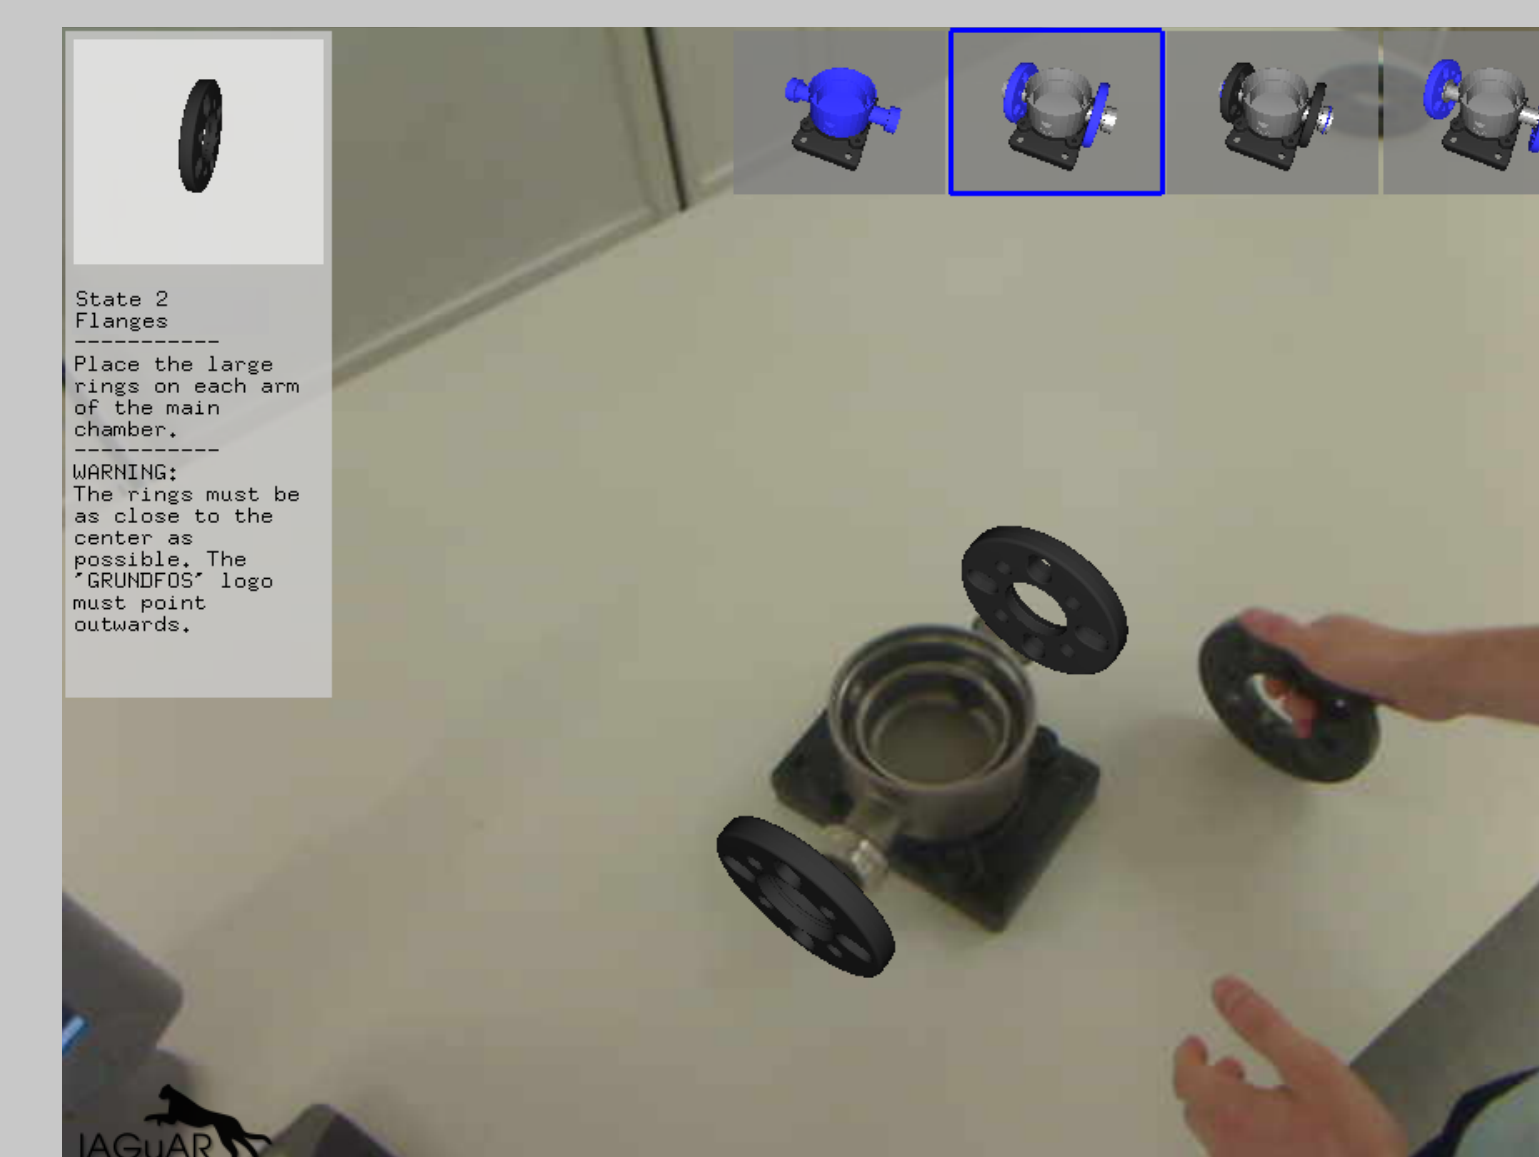 State 2
Flanges
-----------
Place the large
rings on each arm
of the main
chamber.
-----------
WARNING:
The rings must be
as close to the
center as
possible. The
"GRUNDFOS" logo
must point
outwards.
JAGuAR